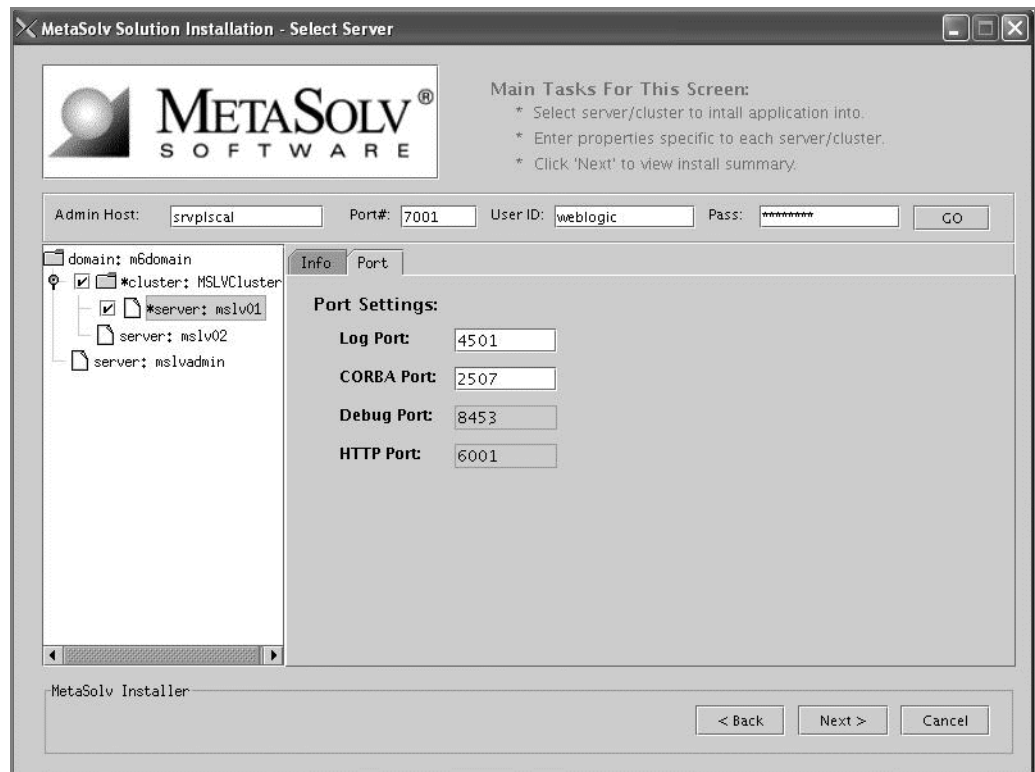 MetaSolv Solution Installation - Select Server
METASOLV®
SOFTWARE
Main Tasks For This Screen:
* Select server/cluster to intall application into.
* Enter properties specific to each server/cluster.
* Click 'Next' to view install summary.
Admin Host: srvplscal Port#: 7001 User ID: weblogic Pass: ******** GO
domain: m6domain
*cluster: MSLVCluster
*server: mslv01
server: mslv02
server: mslvadmin
Info Port
Port Settings:
Log Port: 4501
CORBA Port: 2507
Debug Port: 8453
HTTP Port: 6001
MetaSolv Installer
< Back Next > Cancel